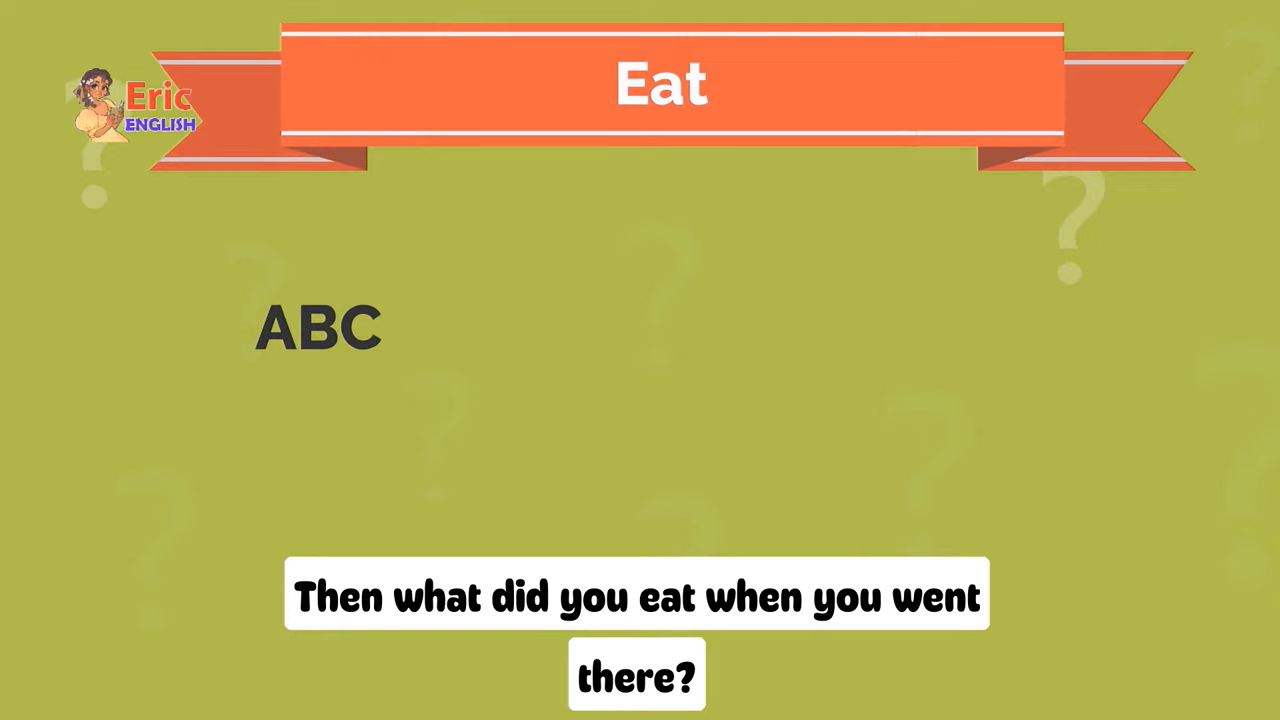 Eat
Eric
ENGLISH
ABC
Then what did you eat when you went
there?